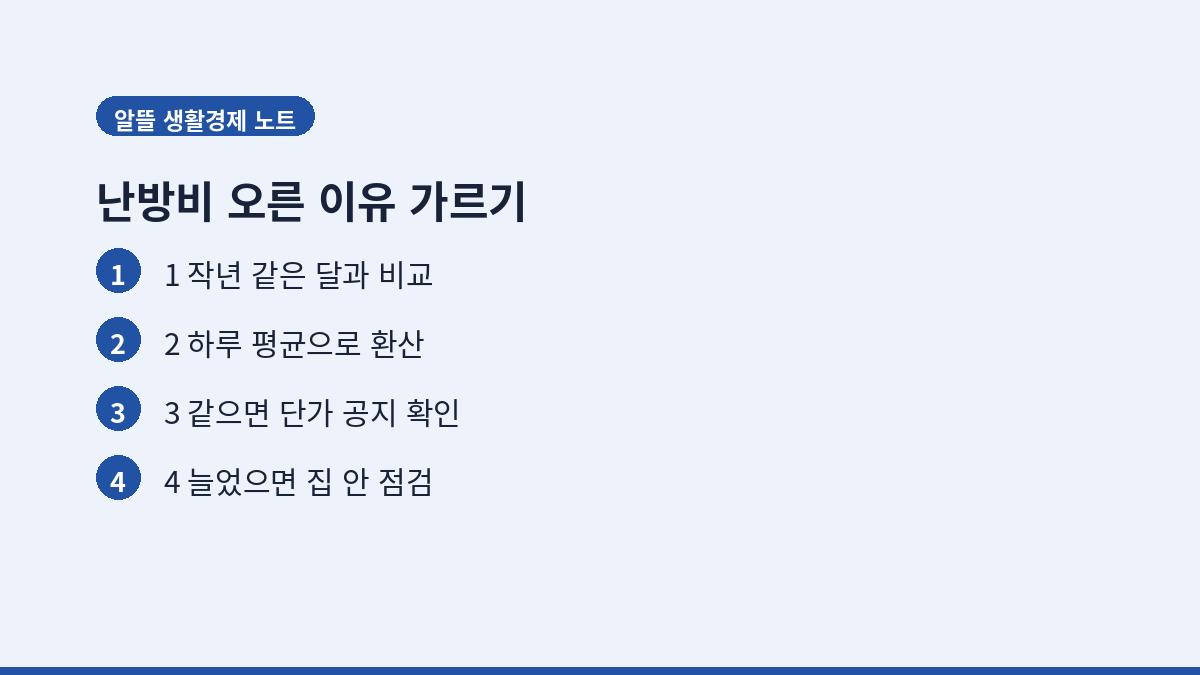 알뜰 생활경제 노트
난방비 오른 이유 가르기
1 1 작년 같은 달과 비교
2 2 하루 평균으로 환산
3 3 같으면 단가 공지 확인
4 4 늘었으면 집 안 점검